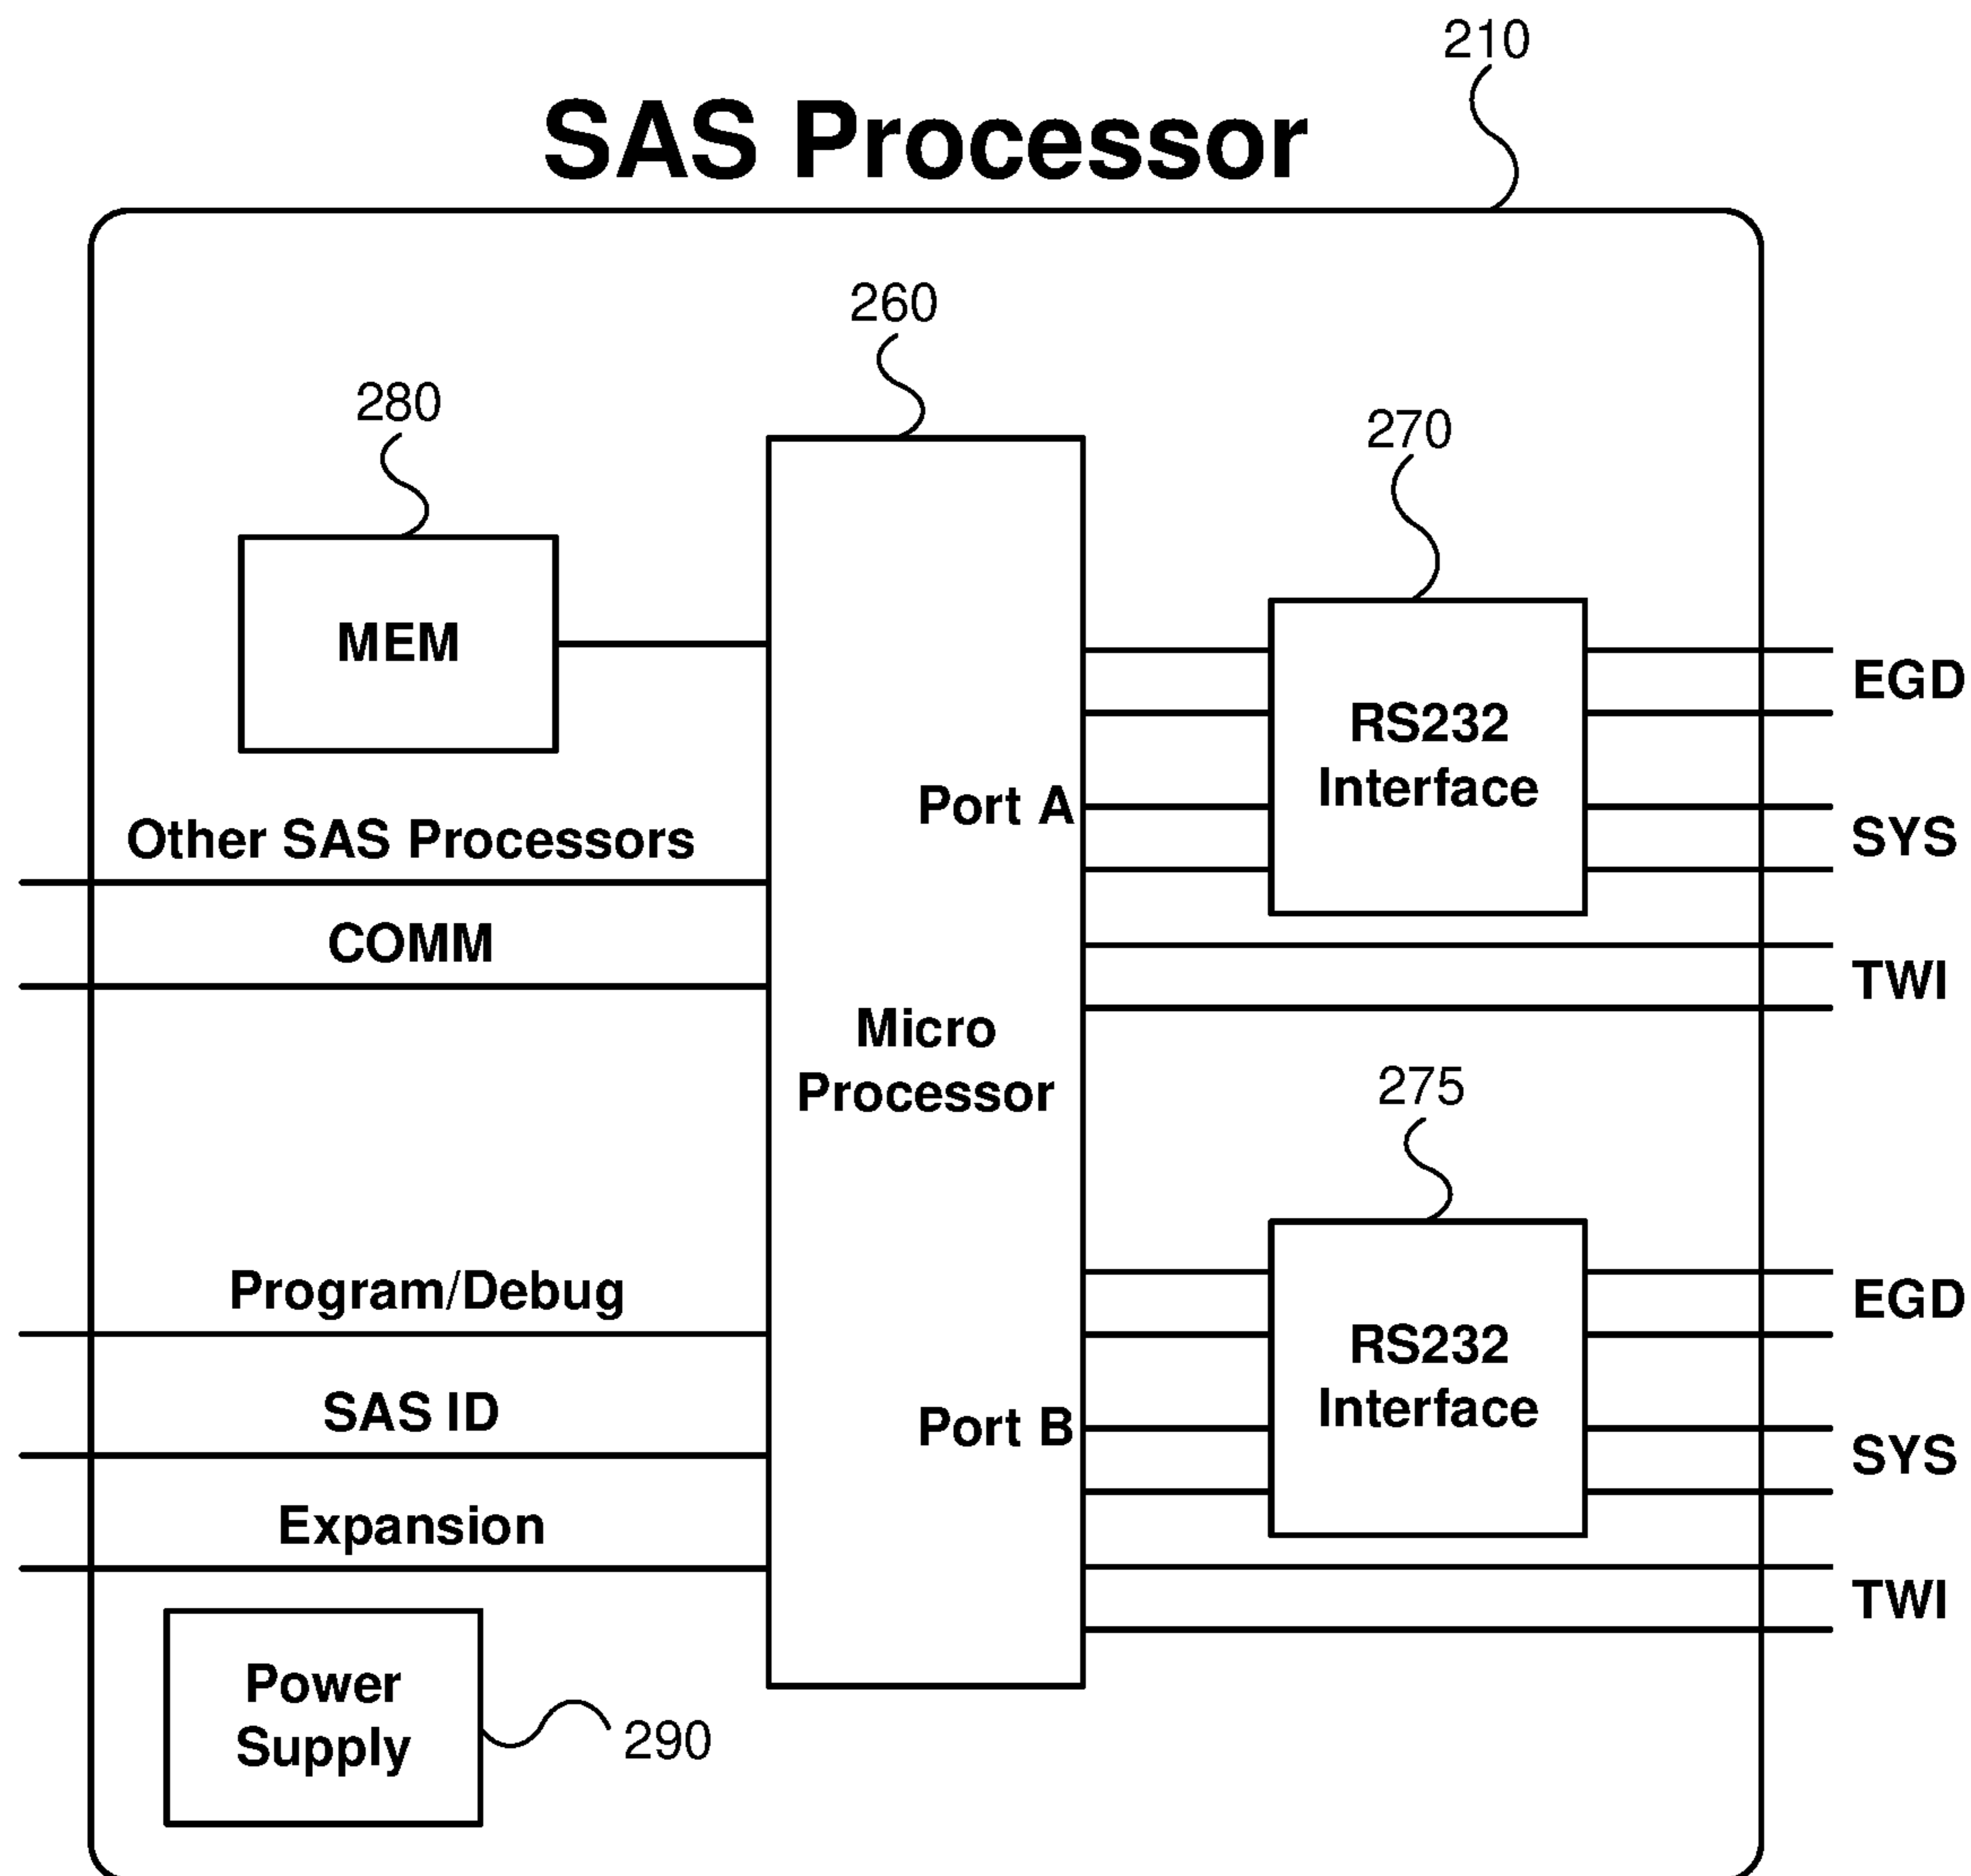 210
SAS Processor
260
280
270
MEM
EGD
RS232
Interface
Port A
Other SAS Processors
SYS
COMM
TWI
Micro
Processor
275
Program/Debug
EGD
RS232
Interface
SAS ID
Port B
SYS
Expansion
TWI
Power
Supply
290